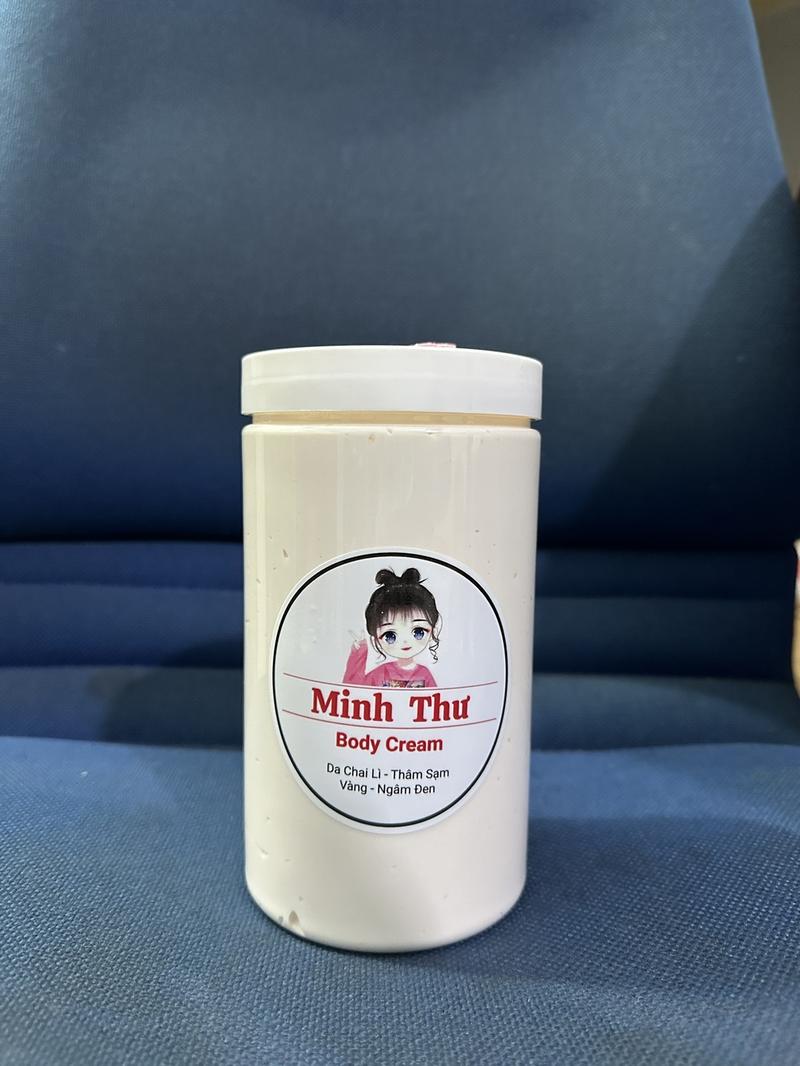 Minh Thư
Body Cream
Da Chai Lì - Thâm Sạm
Vàng - Ngâm Đen